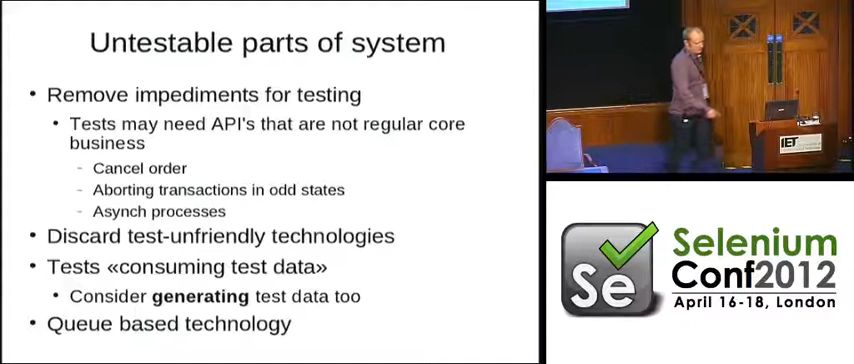 Untestable parts of system
• Remove impediments for testing
• Tests may need API's that are not regular core
business
- Cancel order
- Aborting transactions in odd states
- Asynch processes
• Discard test-unfriendly technologies
• Tests «consuming test data»
• Consider generating test data too
• Queue based technology
IET
Se
Selenium
Conf2012
April 16-18, London